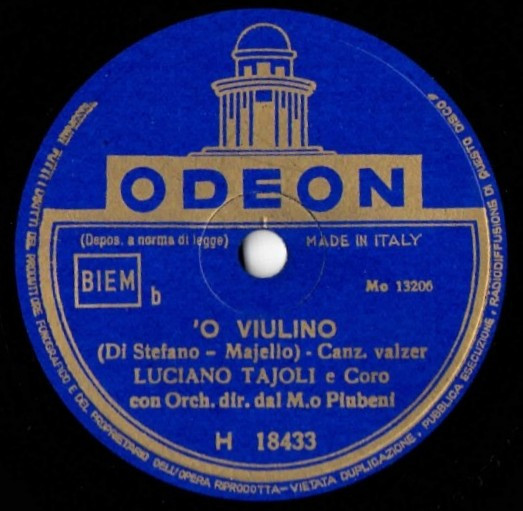 ODEON
(Depos. a norma di legge)
MADE IN ITALY
BIEM
b
Mo 13206
'O VIULINO
(Di Stefano - Majello) - Canz. valzer
LUCIANO TAJOLI e Coro
con Orch. dir. dal M.o Piubeni
H 18433
TUTTI I DIRITTI DEL PRODUTTORE FONOGRAFICO E DEL PROPRIETARIO DELL'OPERA RIPRODOTTA - VIETATA DUPLICAZIONE, PUBBLICA ESECUZIONE, RADIODIFFUSIONE DI QUESTO DISCO